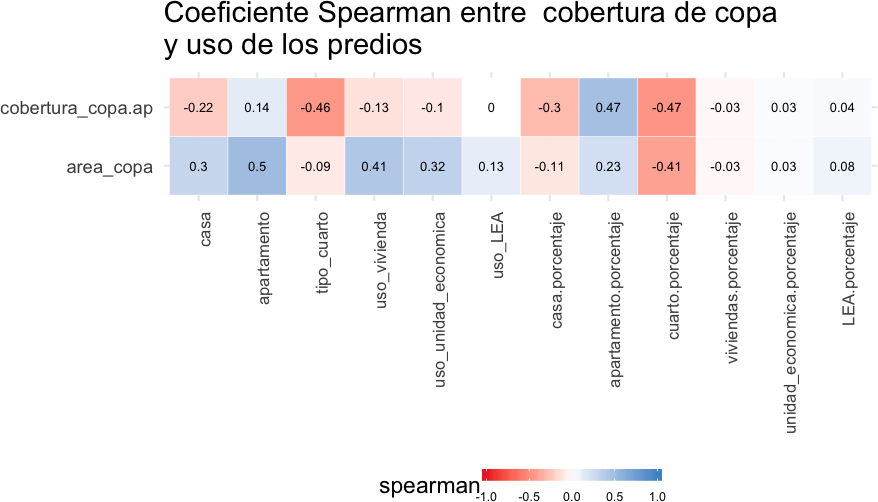 Coeficiente Spearman entre  cobertura de copa
y uso de los predios
cobertura_copa.ap -0.22 0.14 -0.46 -0.13 -0.1 0 -0.3 0.47 -0.47 -0.03 0.03 0.04
area_copa 0.3 0.5 -0.09 0.41 0.32 0.13 -0.11 0.23 -0.41 -0.03 0.03 0.08
casa
apartamento
tipo_cuarto
uso_vivienda
uso_unidad_economica
uso_LEA
casa.porcentaje
apartamento.porcentaje
cuarto.porcentaje
viviendas.porcentaje
unidad_economica.porcentaje
LEA.porcentaje
spearman
-1.0 -0.5 0.0 0.5 1.0